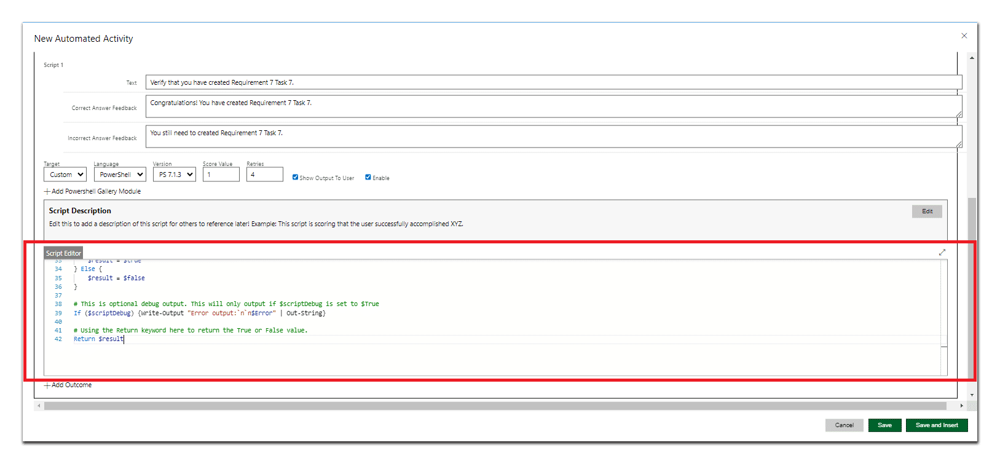 New Automated Activity
Script 1
Text
Verify that you have created Requirement 7 Task 7.
Correct Answer Feedback
Congratulations! You have created Requirement 7 Task 7.
Incorrect Answer Feedback
You still need to created Requirement 7 Task 7.
Target Language Version Score Value Retries
Custom PowerShell PS 7.1.3 1 4 Show Output To User Enable
+Add Powershell Gallery Module
Script Description
Edit
Edit this to add a description of this script for others to reference later! Example: This script is scoring that the user successfully accomplished XYZ.
Script Editor
33 $result = $true
34 } Else {
35 $result = $false
36 }
37
38 # This is optional debug output. This will only output if $scriptDebug is set to $True
39 If ($scriptDebug) {Write-Output "Error output:`n`n$Error" | Out-String}
40
41 # Using the Return keyword here to return the True or False value.
42 Return $result
+Add Outcome
Cancel Save Save and Insert